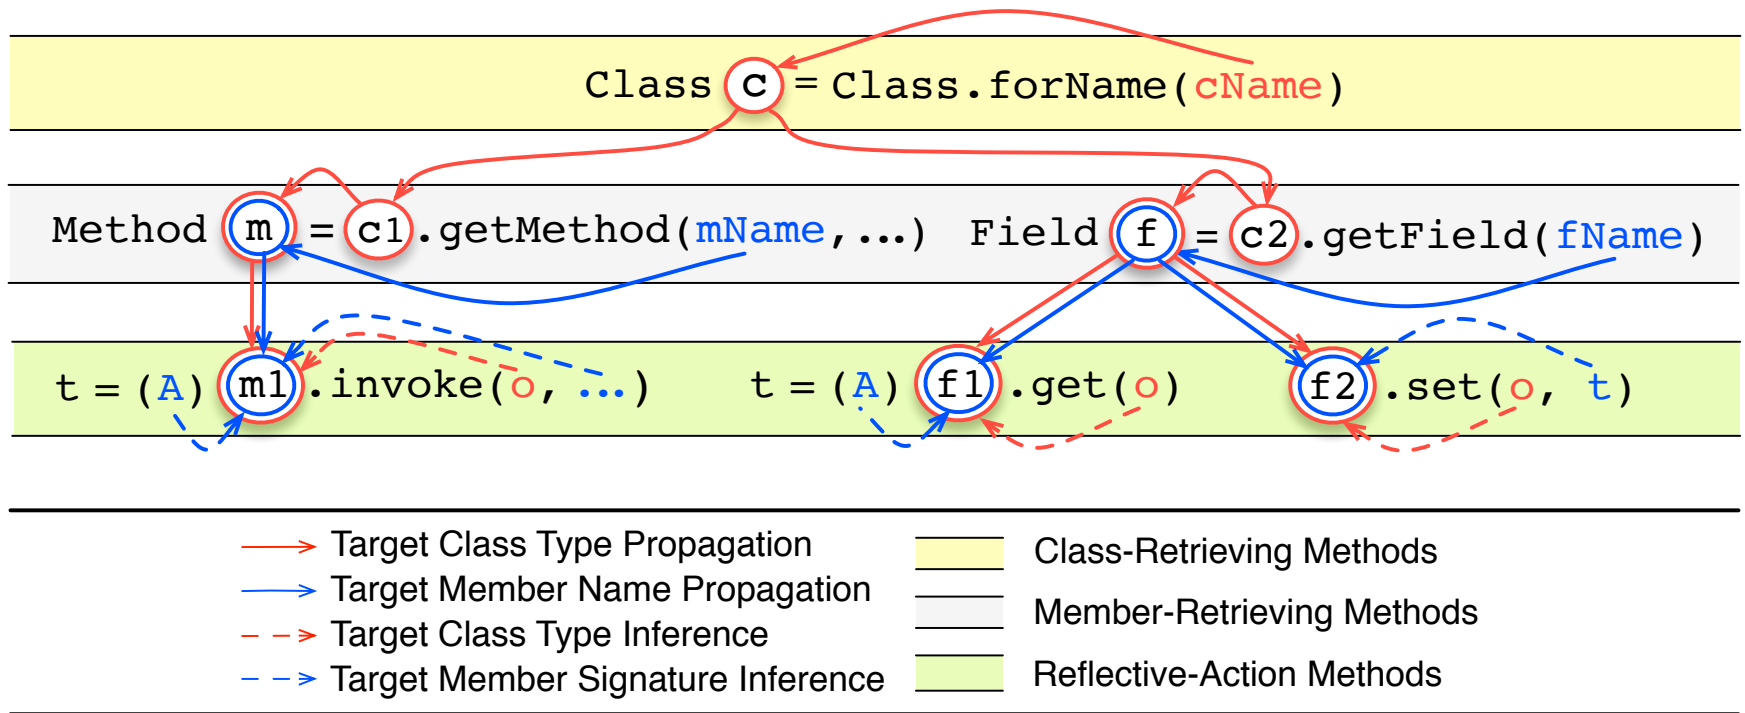 Class c = Class.forName(cName)
Method m = c1.getMethod(mName,...) Field f = c2.getField(fName)
t = (A) m1.invoke(o, ...) t = (A) f1.get(o) f2.set(o, t)
Target Class Type Propagation
Target Member Name Propagation
Target Class Type Inference
Target Member Signature Inference
Class-Retrieving Methods
Member-Retrieving Methods
Reflective-Action Methods